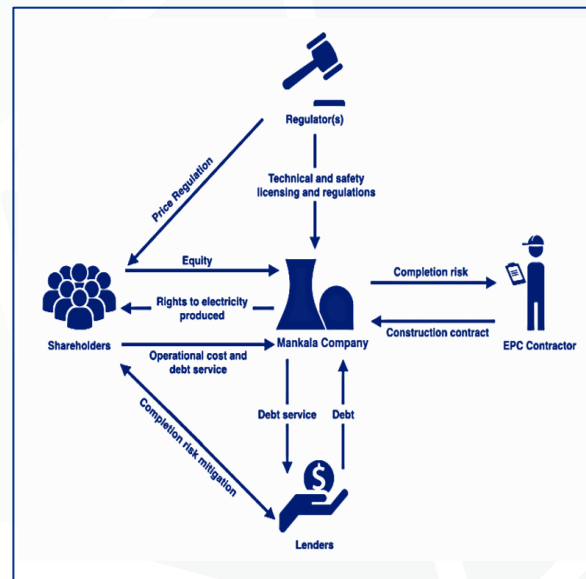 Regulator(s)
Price Regulation
Technical and safety
licensing and regulations
Equity
Completion risk
Rights to electricity
produced
Construction contract
Shareholders
Mankala Company
EPC Contractor
Operational cost and
debt service
Debt service
Debt
Completion risk mitigation
$
Lenders